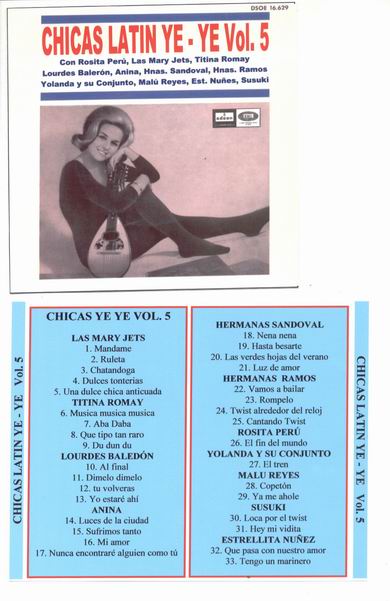 DSOE 16.629
CHICAS LATIN YE - YE Vol. 5
Con Rosita Perú, Las Mary Jets, Titina Romay
Lourdes Balerón, Anina, Hnas. Sandoval, Hnas. Ramos
Yolanda y su Conjunto, Malú Reyes, Est. Nuñes, Susuki
odeon
CHICAS LATIN YE - YE Vol. 5
CHICAS YE YE VOL. 5
LAS MARY JETS
1. Mandame
2. Ruleta
3. Chatandoga
4. Dulces tonterias
5. Una dulce chica anticuada
TITINA ROMAY
6. Musica musica musica
7. Aba Daba
8. Que tipo tan raro
9. Du dun du
LOURDES BALEDÓN
10. Al final
11. Dimelo dimelo
12. tu volveras
13. Yo estaré ahí
ANINA
14. Luces de la ciudad
15. Sufrimos tanto
16. Mi amor
17. Nunca encontraré alguien como tú
HERMANAS SANDOVAL
18. Nena nena
19. Hasta besarte
20. Las verdes hojas del verano
21. Luz de amor
HERMANAS RAMOS
22. Vamos a bailar
23. Rompelo
24. Twist alrededor del reloj
25. Cantando Twist
ROSITA PERÚ
26. El fin del mundo
YOLANDA Y SU CONJUNTO
27. El tren
MALU REYES
28. Copetón
29. Ya me ahole
SUSUKI
30. Loca por el twist
31. Hey mi vidita
ESTRELLITA NUÑEZ
32. Que pasa con nuestro amor
33. Tengo un marinero
CHICAS LATIN YE - YE Vol. 5